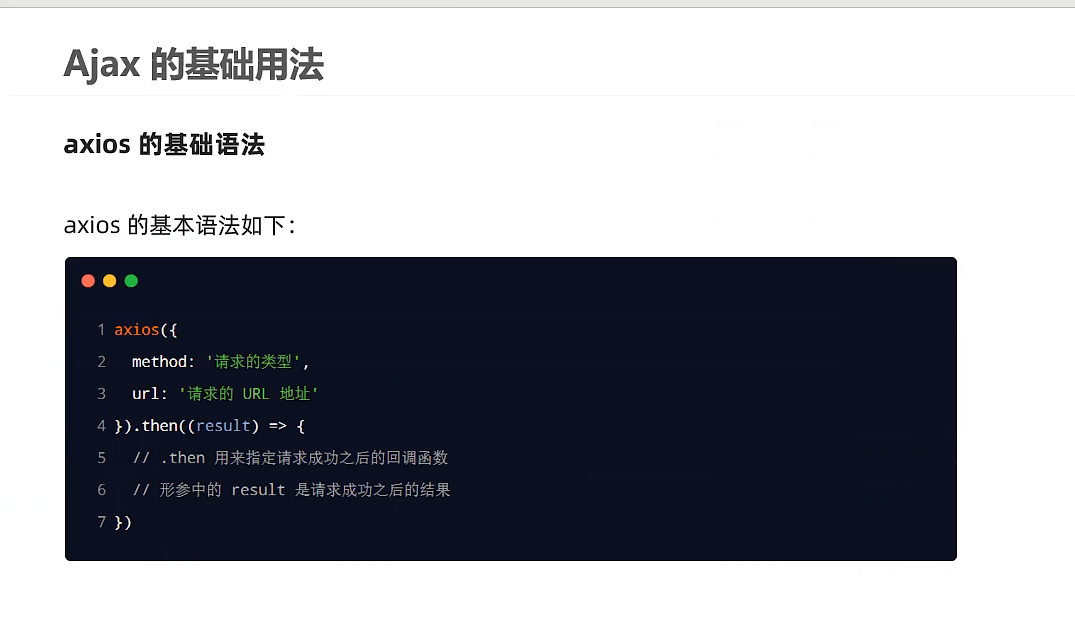 Ajax 的基础用法
axios 的基础语法
axios 的基本语法如下：
1 axios({
2   method: '请求的类型',
3   url: '请求的 URL 地址'
4 }).then((result) => {
5   // .then 用来指定请求成功之后的回调函数
6   // 形参中的 result 是请求成功之后的结果
7 })